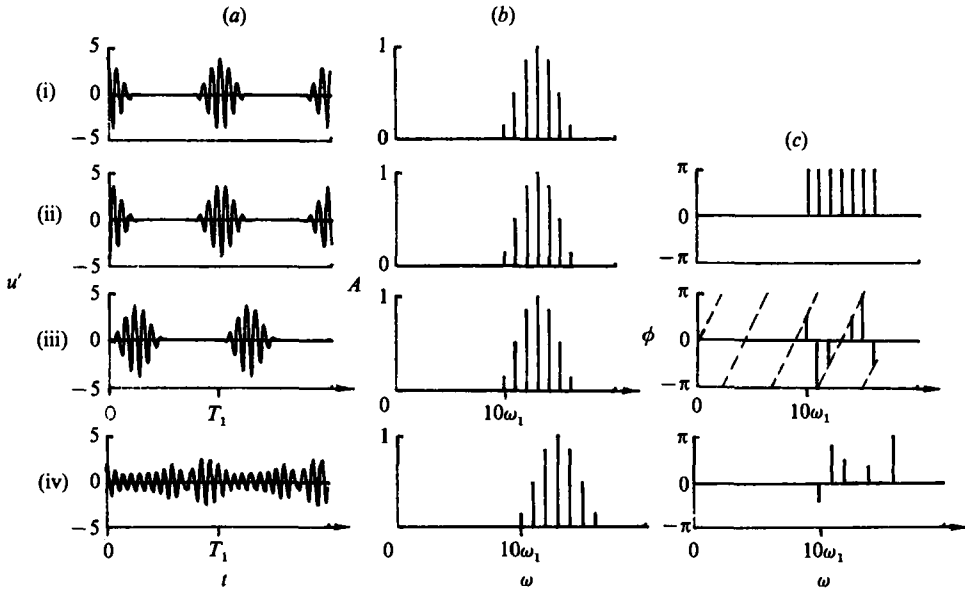 (a) (b)
(i) 5 0 −5 1 0
(c)
(ii) 5 0 −5 1 0 π 0 −π
u′ A ϕ
(iii) 5 0 −5 1 0 π 0 −π
0 T₁ 0 10ω₁ 0 10ω₁
(iv) 5 0 −5 1 0 π 0 −π
0 T₁ 10ω₁ 0 10ω₁
t ω ω